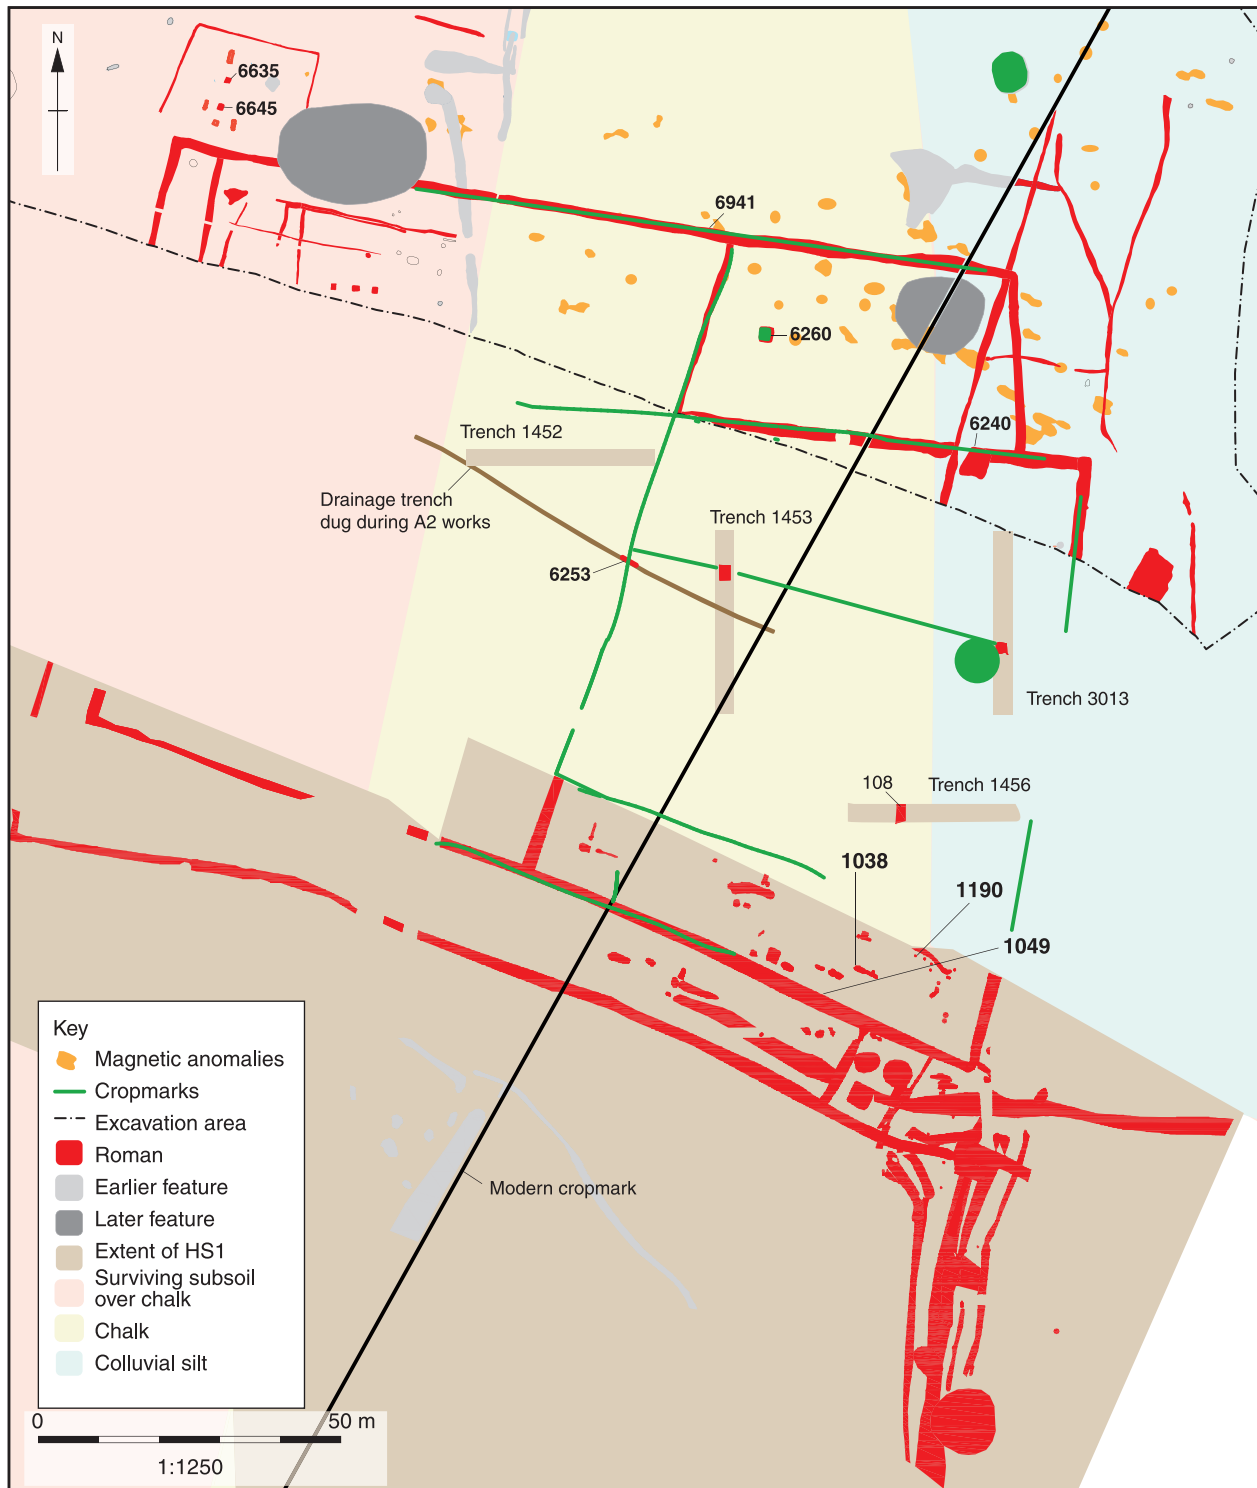 N
6635
6645
6941
6260
6240
Trench 1452
Drainage trench
dug during A2 works
Trench 1453
6253
Trench 3013
108
Trench 1456
1038
1190
1049
Key
Magnetic anomalies
Cropmarks
Excavation area
Roman
Earlier feature
Later feature
Extent of HS1
Surviving subsoil
over chalk
Chalk
Colluvial silt
Modern cropmark
0 50 m
1:1250